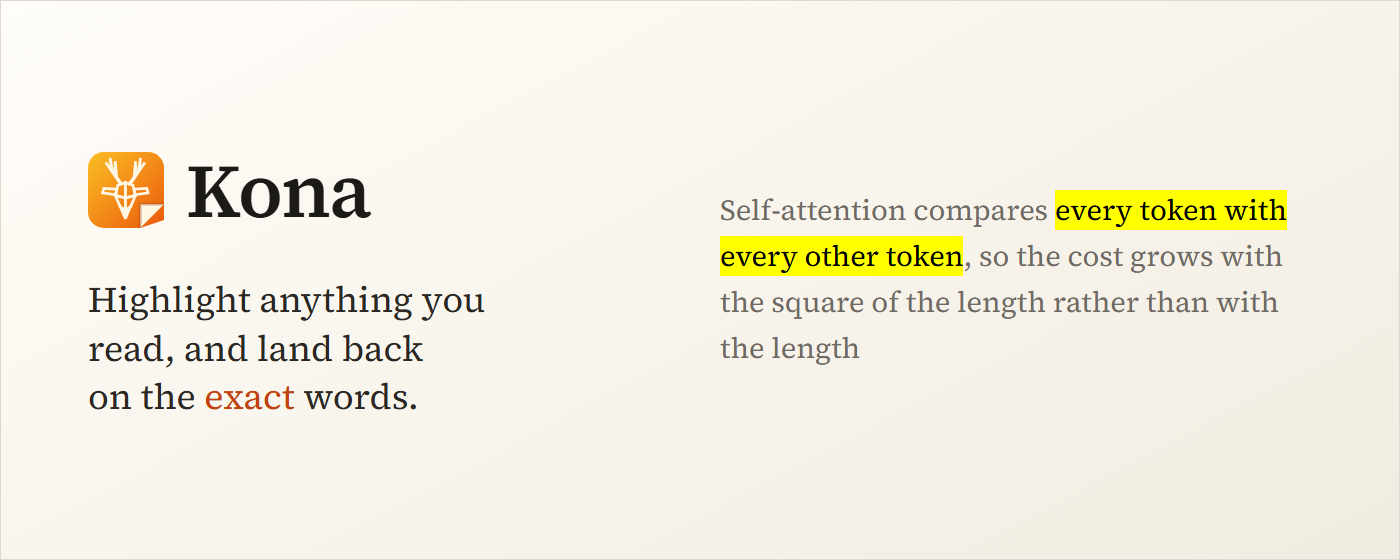 Kona
Highlight anything you
read, and land back
on the exact words.
Self-attention compares every token with
every other token, so the cost grows with
the square of the length rather than with
the length